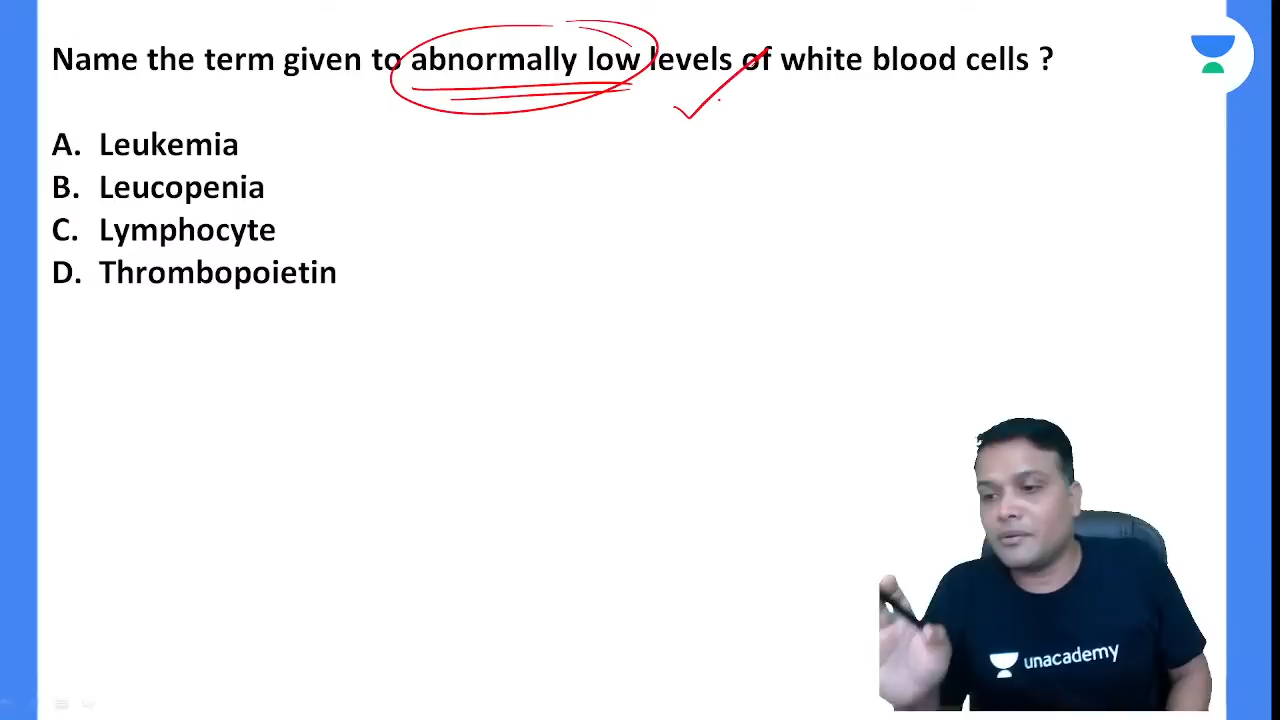 Name the term given to abnormally low levels of white blood cells ?
A. Leukemia
B. Leucopenia
C. Lymphocyte
D. Thrombopoietin
unacademy